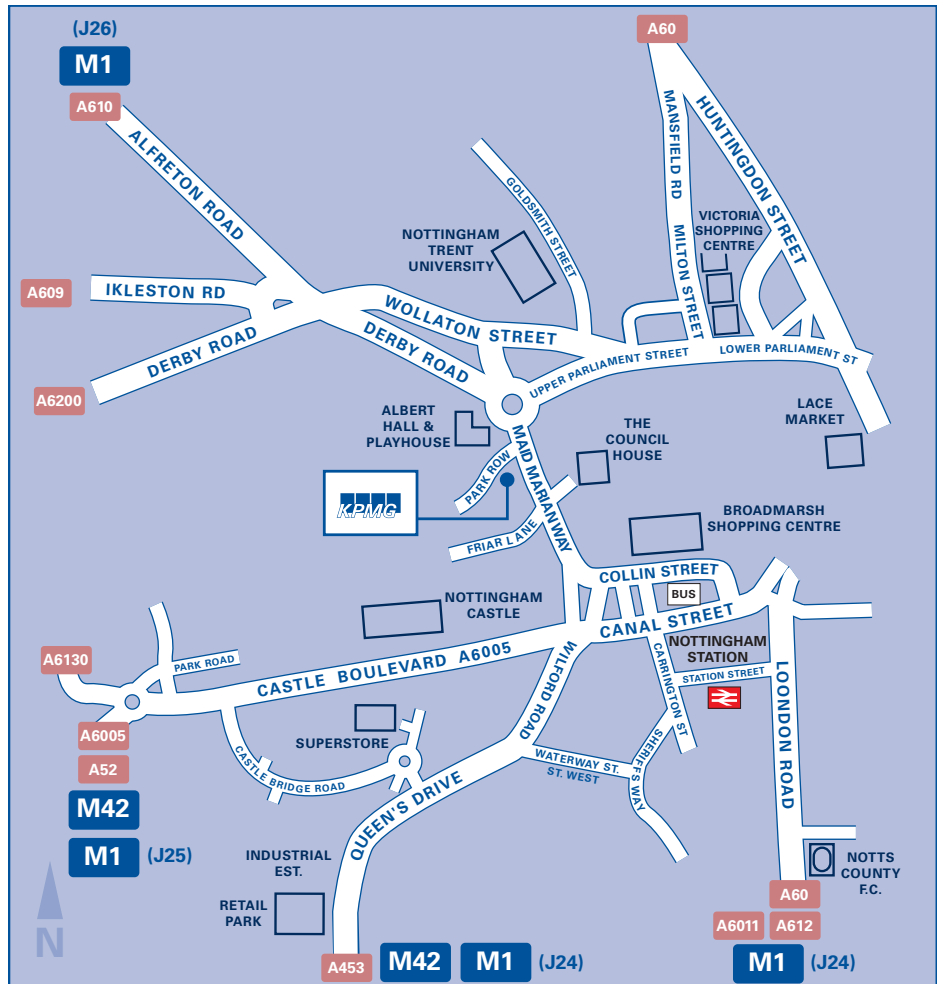 (J26)
M1
A610
A60
ALFRETON ROAD
MANSFIELD RD
HUNTINGDON STREET
GOLDSMITH STREET
NOTTINGHAM
TRENT
UNIVERSITY
VICTORIA
SHOPPING
CENTRE
MILTON STREET
A609
IKLESTON RD
WOLLATON STREET
DERBY ROAD
DERBY ROAD
UPPER PARLIAMENT STREET
LOWER PARLIAMENT ST
A6200
ALBERT
HALL &
PLAYHOUSE
THE
COUNCIL
HOUSE
LACE
MARKET
MAID MARIAN WAY
PARK ROW
KPMG
FRIAR LANE
BROADMARSH
SHOPPING CENTRE
COLLIN STREET
BUS
NOTTINGHAM
CASTLE
CANAL STREET
NOTTINGHAM
STATION
A6130
PARK ROAD
CASTLE BOULEVARD A6005
WILFORD ROAD
CARRINGTON ST
STATION STREET
LOONDON ROAD
A6005
A52
M42
M1
(J25)
SUPERSTORE
CASTLE BRIDGE ROAD
WATERWAY ST.
ST. WEST
SHERIFFS WAY
QUEEN'S DRIVE
INDUSTRIAL
EST.
RETAIL
PARK
NOTTS
COUNTY
F.C.
A60
A6011
A612
N
A453
M42
M1
(J24)
M1
(J24)